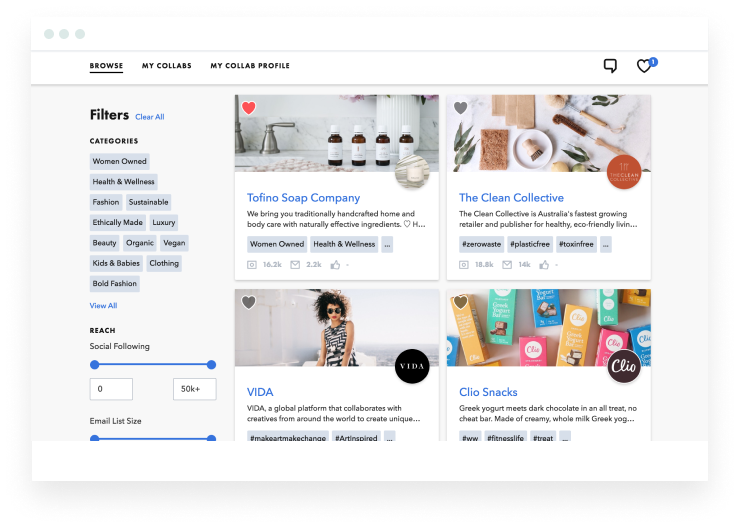 BROWSE MY COLLABS MY COLLAB PROFILE 1
Filters Clear All
CATEGORIES
Women Owned
Health & Wellness
Fashion Sustainable
Ethically Made Luxury
Beauty Organic Vegan
Kids & Babies Clothing
Bold Fashion
View All
REACH
Social Following
0 50k+
Email List Size
Tofino Soap Company
We bring you traditionally handcrafted home and
body care with naturally effective ingredients. ♡ H...
Women Owned Health & Wellness ...
16.2k 2.2k -
THE CLEAN
COLLECTIVE
The Clean Collective
The Clean Collective is Australia's fastest growing
retailer and publisher for healthy, eco-friendly livin...
#zerowaste #plasticfree #toxinfree ...
18.8k 14k -
VIDA
VIDA
VIDA, a global platform that collaborates with
creatives from around the world to create unique...
#makeartmakechange #ArtInspired ...
Greek
Yogurt
Bar
Clio
Clio
Clio Snacks
Greek yogurt meets dark chocolate in an all treat, no
cheat bar. Made of creamy, whole milk Greek yog...
#ww #fitnesslife #treat ...